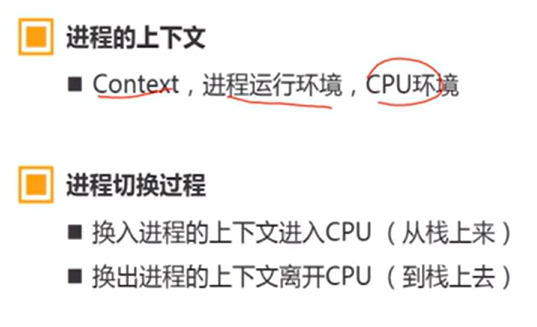 进程的上下文
Context，进程运行环境，CPU环境
进程切换过程
换入进程的上下文进入CPU（从栈上来）
换出进程的上下文离开CPU（到栈上去）